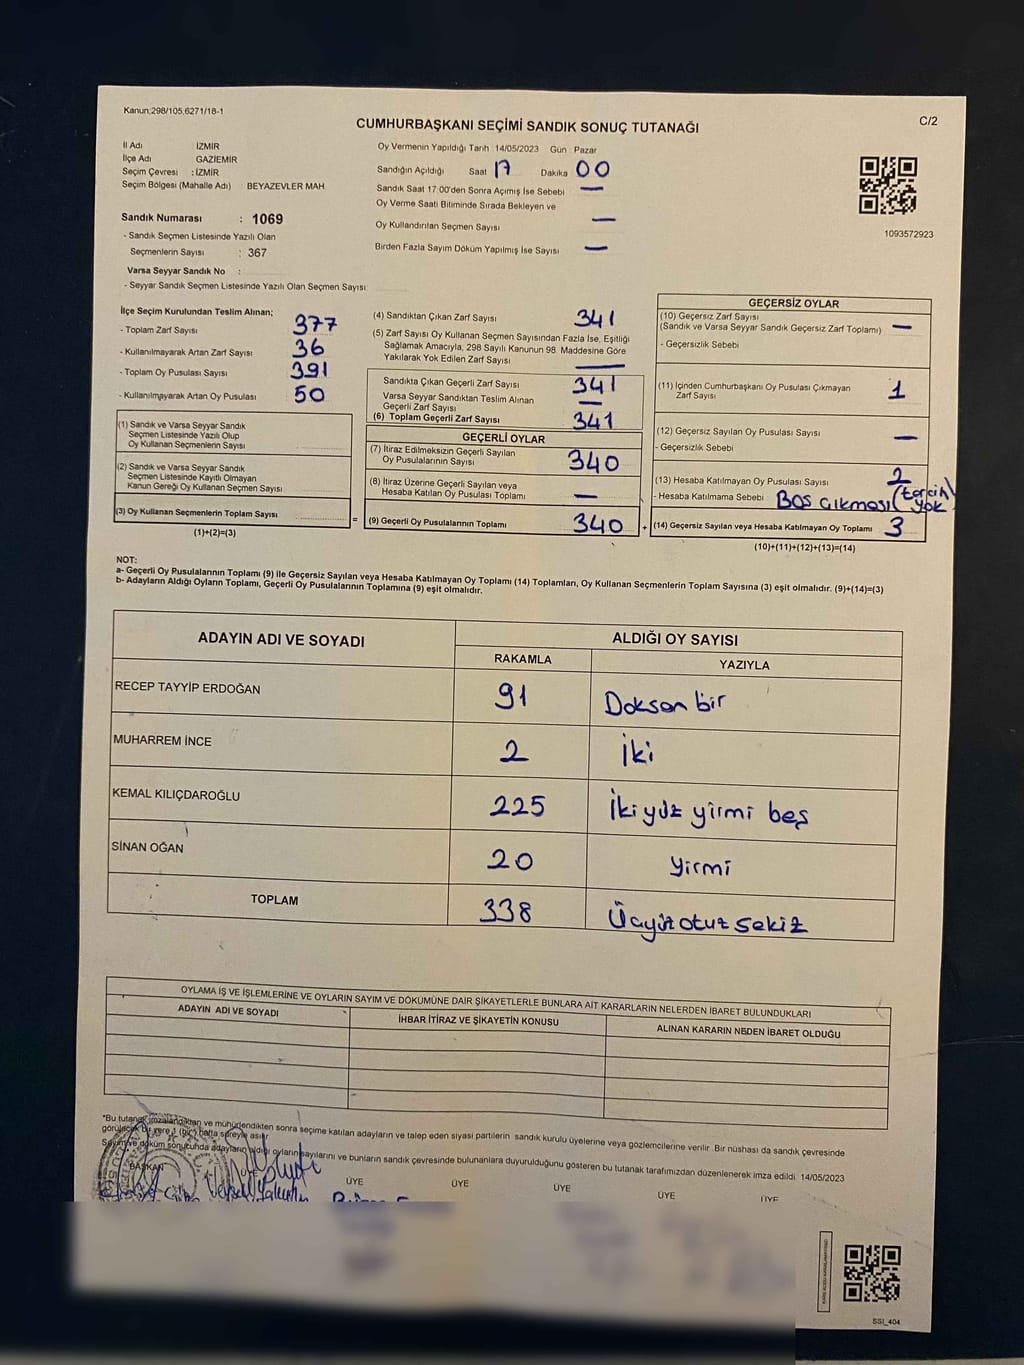 Kanun 298/105,6271/18-1
C/2
CUMHURBAŞKANI SEÇİMİ SANDIK SONUÇ TUTANAĞI
İl Adı İZMİR
İlçe Adı GAZİEMİR
Seçim Çevresi : İZMİR
Seçim Bölgesi (Mahalle Adı) BEYAZEVLER MAH
Oy Vermenin Yapıldığı Tarih 14/05/2023 Gün : Pazar
Sandığın Açıldığı Saat 17 Dakika 00
Sandık Saat 17.00'den Sonra Açımış İse Sebebi —
Oy Verme Saati Bitiminde Sırada Bekleyen ve
Oy Kullandırılan Seçmen Sayısı —
Birden Fazla Sayım Döküm Yapılmış İse Sayısı —
1093572923
Sandık Numarası : 1069
- Sandık Seçmen Listesinde Yazılı Olan
Seçmenlerin Sayısı : 367
Varsa Seyyar Sandık No :
- Seyyar Sandık Seçmen Listesinde Yazılı Olan Seçmen Sayısı
İlçe Seçim Kurulundan Teslim Alınan;
- Toplam Zarf Sayısı 377
- Kullanılmayarak Artan Zarf Sayısı 36
- Toplam Oy Pusulası Sayısı 391
- Kullanılmayarak Artan Oy Pusulası 50
(1) Sandık ve Varsa Seyyar Sandık
Seçmen Listesinde Yazılı Olup
Oy Kullanan Seçmenlerin Sayısı
(2) Sandık ve Varsa Seyyar Sandık
Seçmen Listesinde Kayıtlı Olmayan
Kanun Gereği Oy Kullanan Seçmen Sayısı
(3) Oy Kullanan Seçmenlerin Toplam Sayısı
(1)+(2)=(3)
=
(4) Sandıktan Çıkan Zarf Sayısı 341
(5) Zarf Sayısı Oy Kullanan Seçmen Sayısından Fazla İse, Eşitliği
Sağlamak Amacıyla, 298 Sayılı Kanunun 98. Maddesine Göre
Yakılarak Yok Edilen Zarf Sayısı —
Sandıkta Çıkan Geçerli Zarf Sayısı 341
Varsa Seyyar Sandıktan Teslim Alınan
Geçerli Zarf Sayısı —
(6) Toplam Geçerli Zarf Sayısı 341
GEÇERLİ OYLAR
(7) İtiraz Edilmeksizin Geçerli Sayılan
Oy Pusulalarının Sayısı 340
(8) İtiraz Üzerine Geçerli Sayılan veya
Hesaba Katılan Oy Pusulası Toplamı —
(9) Geçerli Oy Pusulalarının Toplamı 340
+
GEÇERSİZ OYLAR
(10) Geçersiz Zarf Sayısı
(Sandık ve Varsa Seyyar Sandık Geçersiz Zarf Toplamı) —
- Geçersizlik Sebebi
(11) İçinden Cumhurbaşkanı Oy Pusulası Çıkmayan
Zarf Sayısı 1
(12) Geçersiz Sayılan Oy Pusulası Sayısı —
- Geçersizlik Sebebi
(13) Hesaba Katılmayan Oy Pusulası Sayısı 2
- Hesaba Katılmama Sebebi Boş çıkması (tercih yok)
(14) Geçersiz Sayılan veya Hesaba Katılmayan Oy Toplamı 3
(10)+(11)+(12)+(13)=(14)
NOT:
a- Geçerli Oy Pusulalarının Toplamı (9) ile Geçersiz Sayılan veya Hesaba Katılmayan Oy Toplamı (14) Toplamları, Oy Kullanan Seçmenlerin Toplam Sayısına (3) eşit olmalıdır. (9)+(14)=(3)
b- Adayların Aldığı Oyların Toplamı, Geçerli Oy Pusulalarının Toplamına (9) eşit olmalıdır.
ADAYIN ADI VE SOYADI ALDIĞI OY SAYISI
RAKAMLA YAZIYLA
RECEP TAYYİP ERDOĞAN 91 Doksan bir
MUHARREM İNCE 2 İki
KEMAL KILIÇDAROĞLU 225 İkiyüz yirmi beş
SİNAN OĞAN 20 Yirmi
TOPLAM 338 Üçyüz otuz sekiz
OYLAMA İŞ VE İŞLEMLERİNE VE OYLARIN SAYIM VE DÖKÜMÜNE DAİR ŞİKAYETLERLE BUNLARA AİT KARARLARIN NELERDEN İBARET BULUNDUKLARI
ADAYIN ADI VE SOYADI İHBAR İTİRAZ VE ŞİKAYETİN KONUSU ALINAN KARARIN NEDEN İBARET OLDUĞU
*Bu tutanak imzalandıktan ve mühürlendikten sonra seçime katılan adayların ve talep eden siyasi partilerin sandık kurulu üyelerine veya gözlemcilerine verilir. Bir nüshası da sandık çevresinde
görülecek bir yere 1 (bir) hafta süreyle asılır
Sayım ve döküm sonucunda adayların aldığı oyların sayılarını ve bunların sandık çevresinde bulunanlara duyurulduğunu gösteren bu tutanak tarafımızdan düzenlenerek imza edildi. 14/05/2023
BAŞKAN ÜYE ÜYE ÜYE ÜYE ÜYE
SSI_404